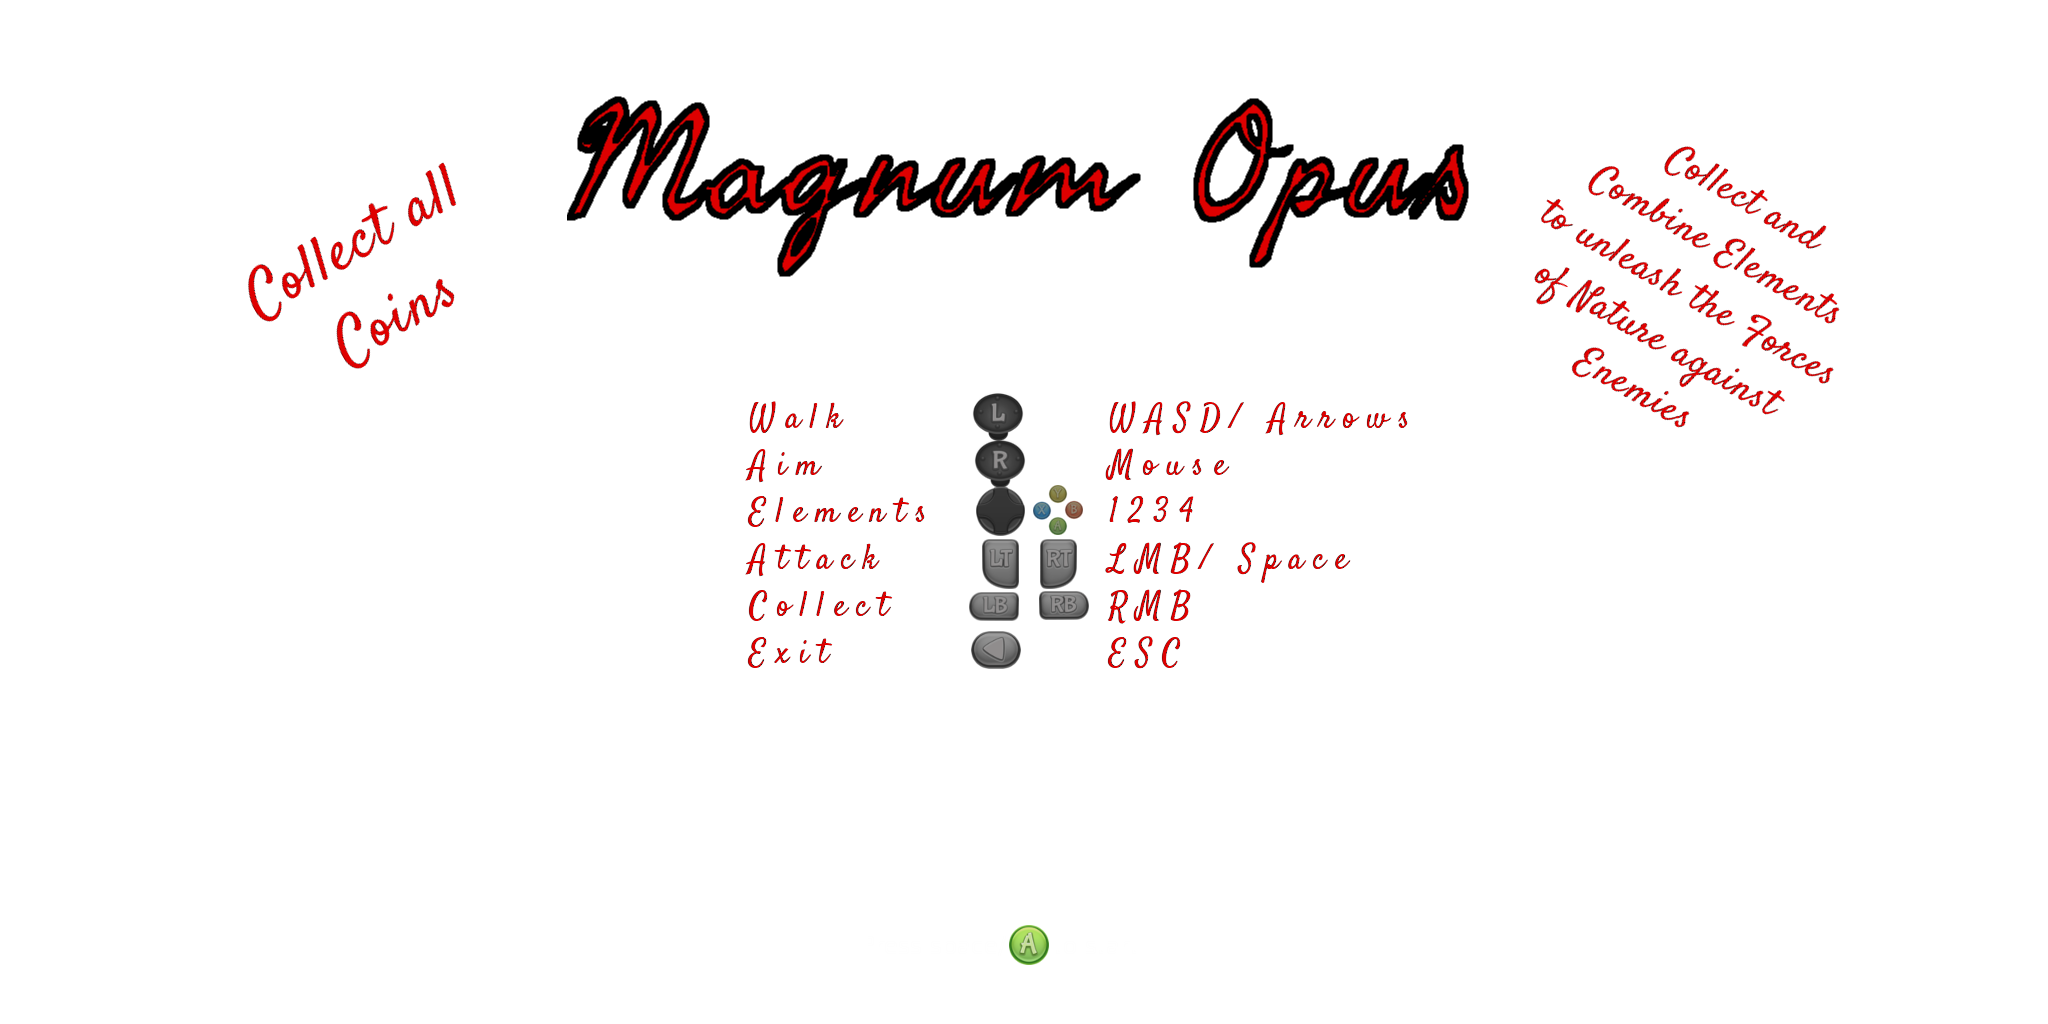 Magnum Opus
Collect all
Coins
Collect and
Combine Elements
to unleash the Forces
of Nature against
Enemies
Walk L WASD/ Arrows
Aim R Mouse
Elements Y X B A 1234
Attack LT RT LMB/ Space
Collect LB RB RMB
Exit ESC
A